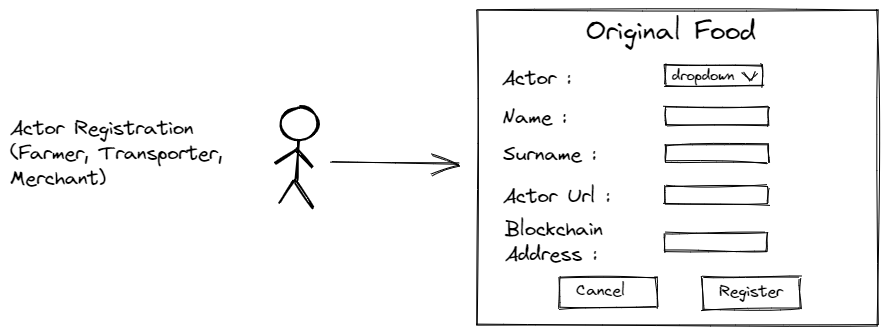 Actor Registration
(Farmer, Transporter,
Merchant)
Original Food
Actor :
dropdown
Name :
Surname :
Actor Url :
Blockchain
Address :
Cancel
Register